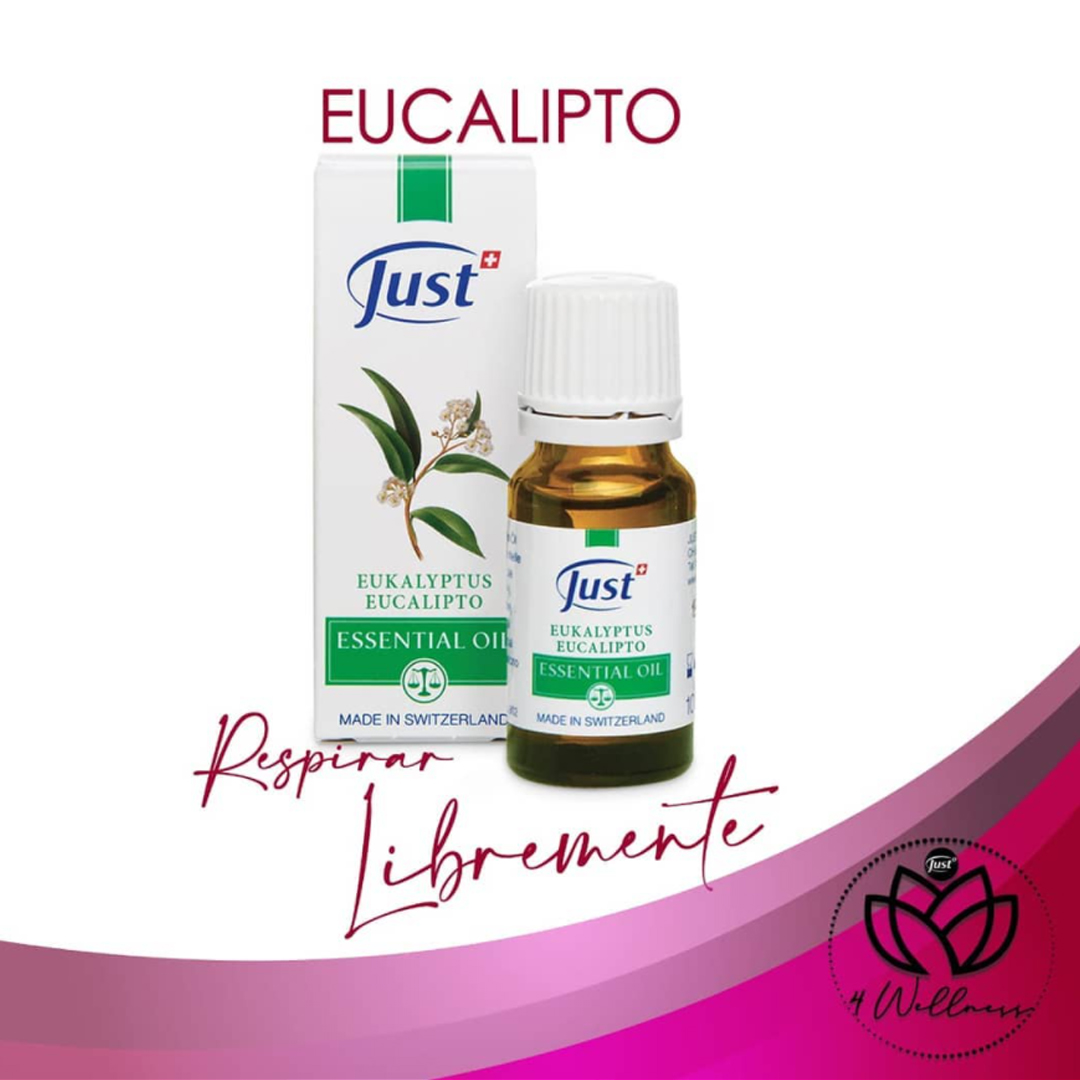 EUCALIPTO
Just
EUKALYPTUS
EUCALIPTO
ESSENTIAL OIL
MADE IN SWITZERLAND
Just
EUKALYPTUS
EUCALIPTO
ESSENTIAL OIL
MADE IN SWITZERLAND
Respirar
Libremente
Just
4 Wellness